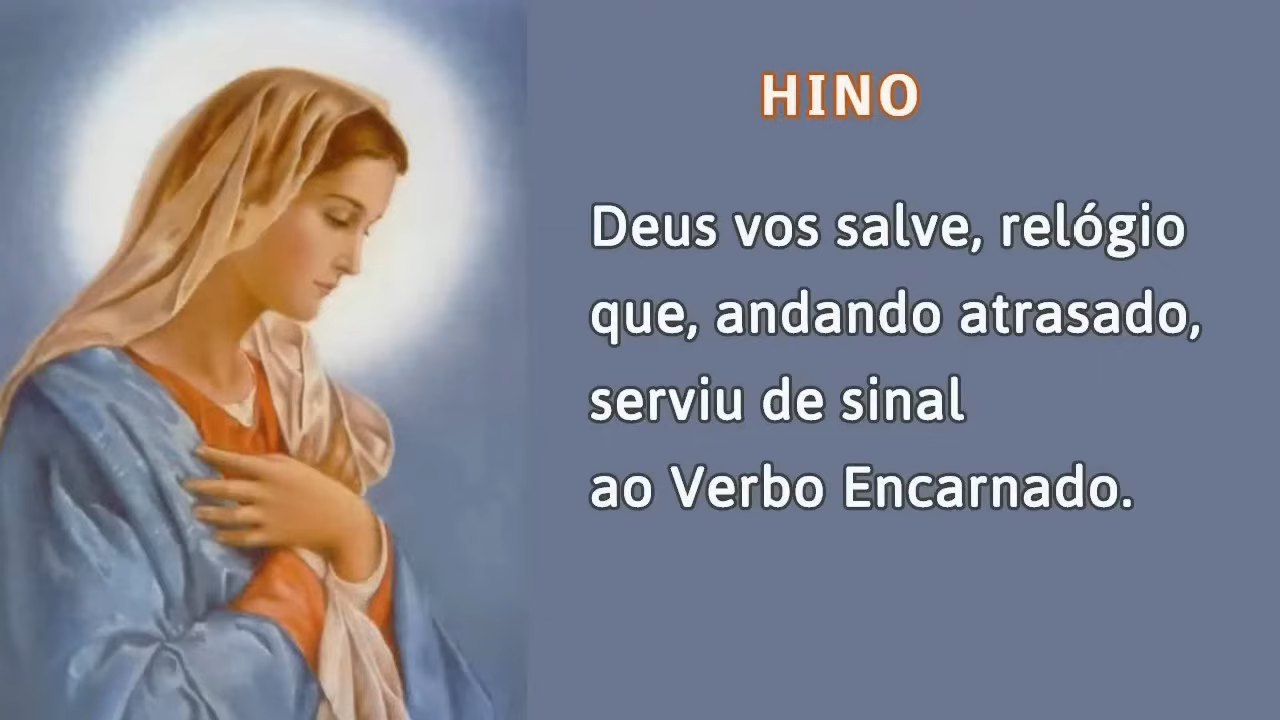 HINO
Deus vos salve, relógio
que, andando atrasado,
serviu de sinal
ao Verbo Encarnado.